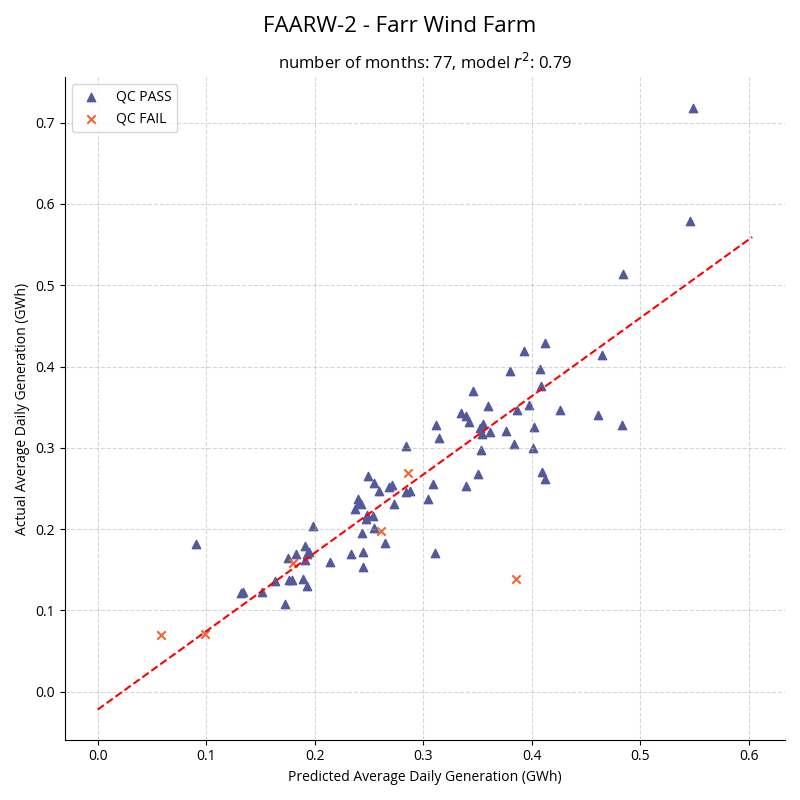 FAARW-2 - Farr Wind Farm
number of months: 77, model r²: 0.79
QC PASS
QC FAIL
Actual Average Daily Generation (GWh)
0.7
0.6
0.5
0.4
0.3
0.2
0.1
0.0
0.0 0.1 0.2 0.3 0.4 0.5 0.6
Predicted Average Daily Generation (GWh)